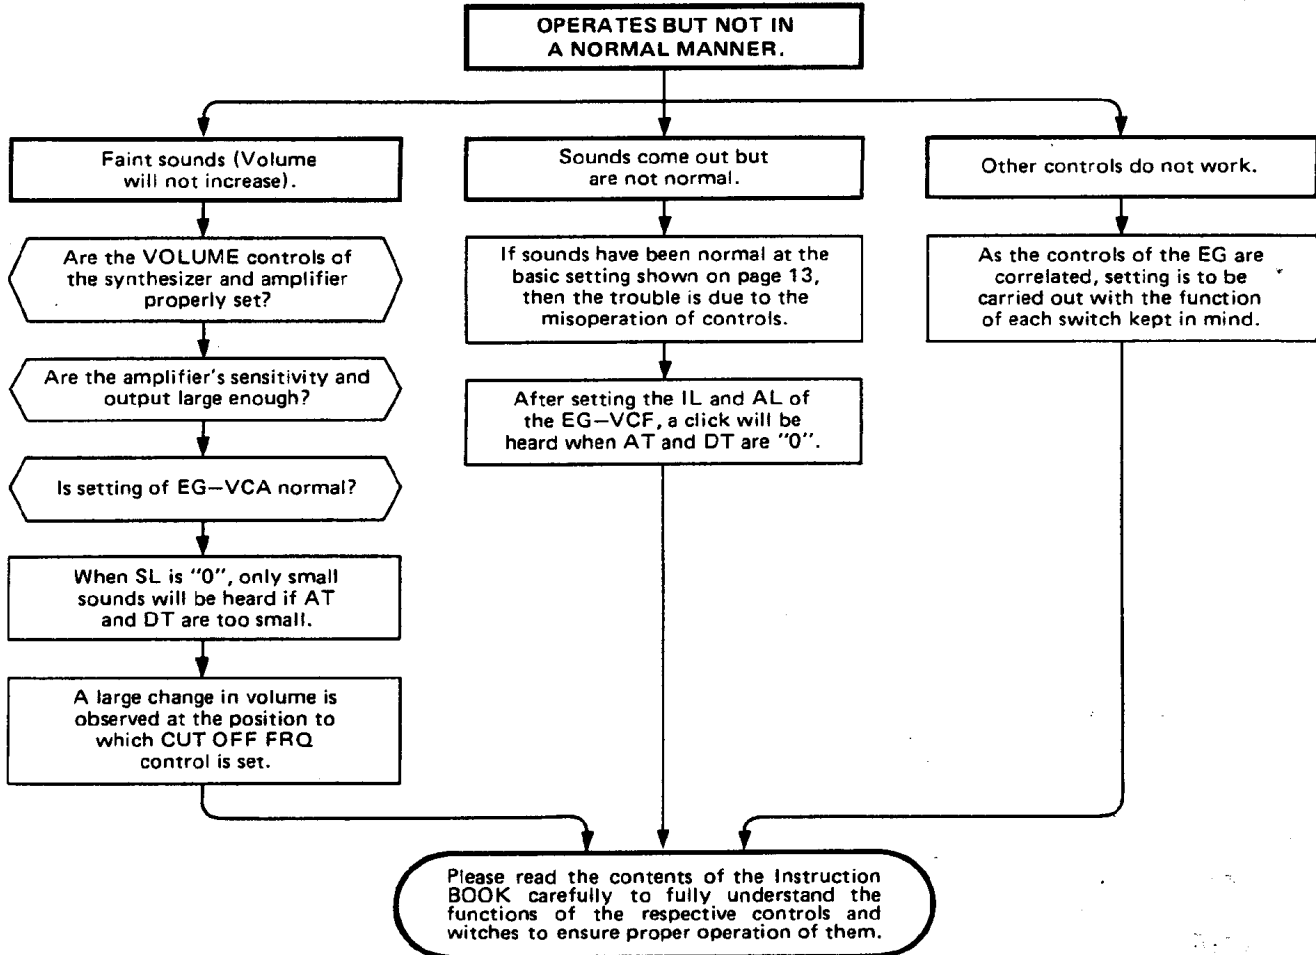 OPERATES BUT NOT IN
A NORMAL MANNER.
Faint sounds (Volume
will not increase).
Are the VOLUME controls of
the synthesizer and amplifier
properly set?
Are the amplifier's sensitivity and
output large enough?
Is setting of EG–VCA normal?
When SL is "0", only small
sounds will be heard if AT
and DT are too small.
A large change in volume is
observed at the position to
which CUT OFF FRQ
control is set.
Sounds come out but
are not normal.
If sounds have been normal at the
basic setting shown on page 13,
then the trouble is due to the
misoperation of controls.
After setting the IL and AL of
the EG–VCF, a click will be
heard when AT and DT are "0".
Other controls do not work.
As the controls of the EG are
correlated, setting is to be
carried out with the function
of each switch kept in mind.
Please read the contents of the Instruction
BOOK carefully to fully understand the
functions of the respective controls and
witches to ensure proper operation of them.